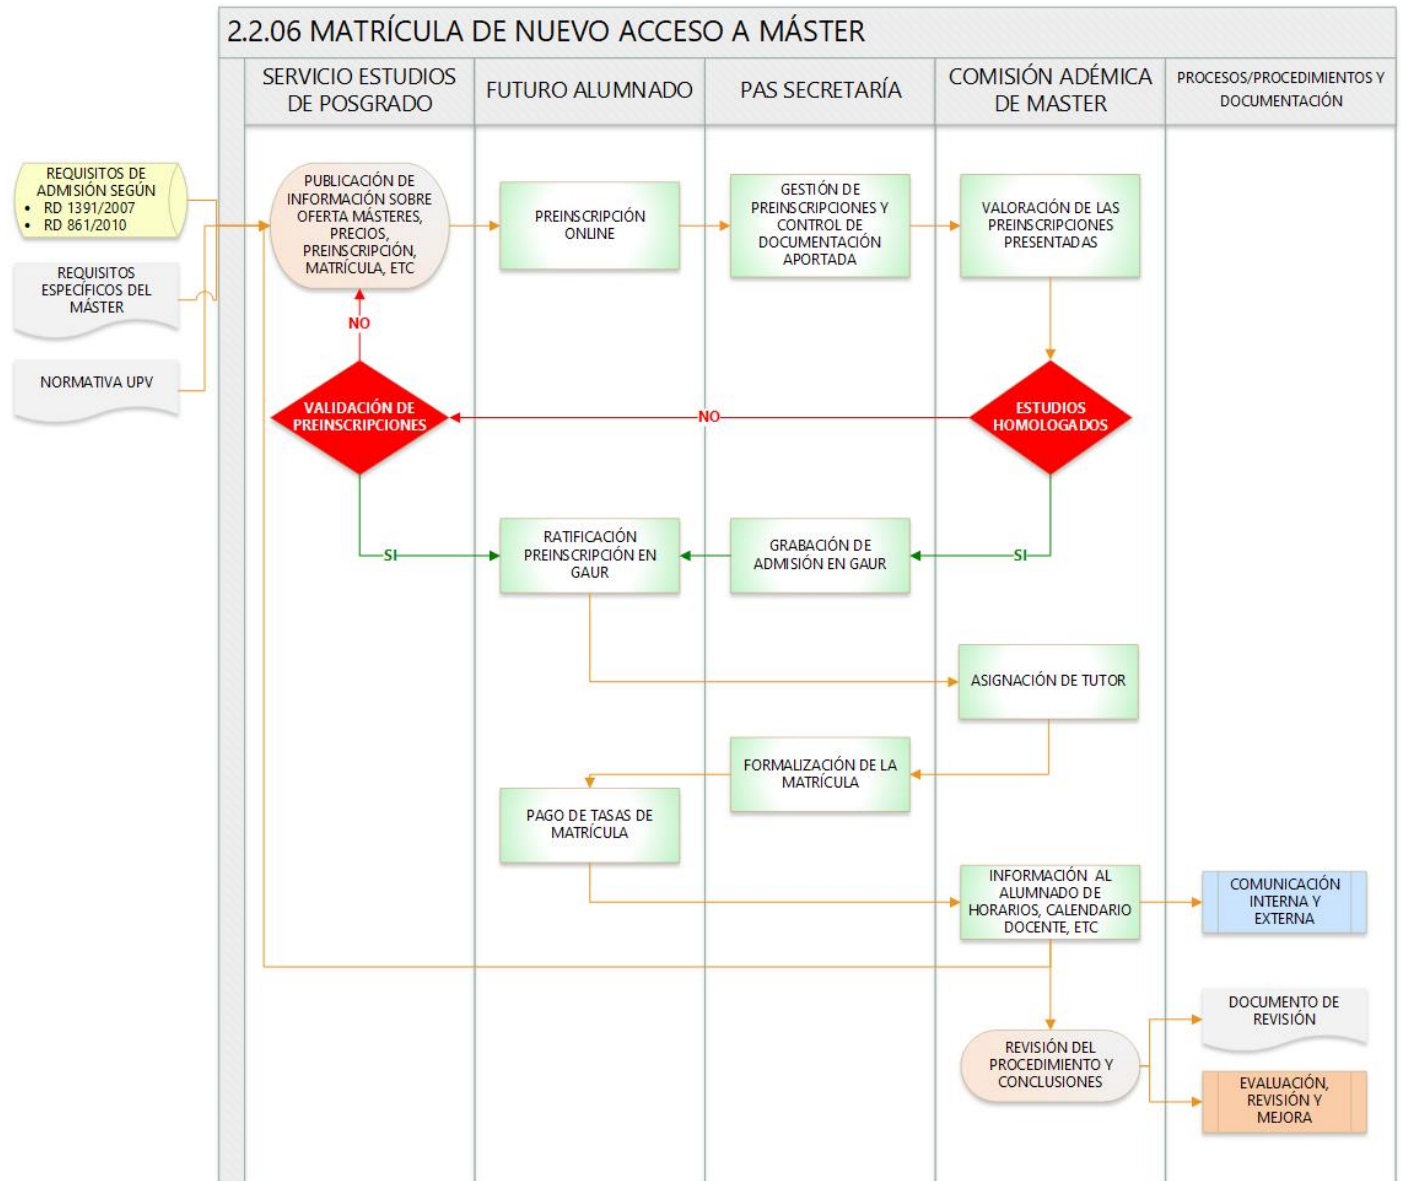 2.2.06 MATRÍCULA DE NUEVO ACCESO A MÁSTER
SERVICIO ESTUDIOS
DE POSGRADO
FUTURO ALUMNADO
PAS SECRETARÍA
COMISIÓN ADÉMICA
DE MASTER
PROCESOS/PROCEDIMIENTOS Y
DOCUMENTACIÓN
REQUISITOS DE
ADMISIÓN SEGÚN
• RD 1391/2007
• RD 861/2010
REQUISITOS
ESPECÍFICOS DEL
MÁSTER
NORMATIVA UPV
PUBLICACIÓN DE
INFORMACIÓN SOBRE
OFERTA MÁSTERES,
PRECIOS,
PREINSCRIPCIÓN,
MATRÍCULA, ETC
PREINSCRIPCIÓN
ONLINE
GESTIÓN DE
PREINSCRIPCIONES Y
CONTROL DE
DOCUMENTACIÓN
APORTADA
VALORACIÓN DE LAS
PREINSCRIPCIONES
PRESENTADAS
NO
VALIDACIÓN DE
PREINSCRIPCIONES
NO
ESTUDIOS
HOMOLOGADOS
SI
RATIFICACIÓN
PREINSCRIPCIÓN EN
GAUR
GRABACIÓN DE
ADMISIÓN EN GAUR
SI
ASIGNACIÓN DE TUTOR
FORMALIZACIÓN DE LA
MATRÍCULA
PAGO DE TASAS DE
MATRÍCULA
INFORMACIÓN AL
ALUMNADO DE
HORARIOS, CALENDARIO
DOCENTE, ETC
COMUNICACIÓN
INTERNA Y
EXTERNA
REVISIÓN DEL
PROCEDIMIENTO Y
CONCLUSIONES
DOCUMENTO DE
REVISIÓN
EVALUACIÓN,
REVISIÓN Y
MEJORA